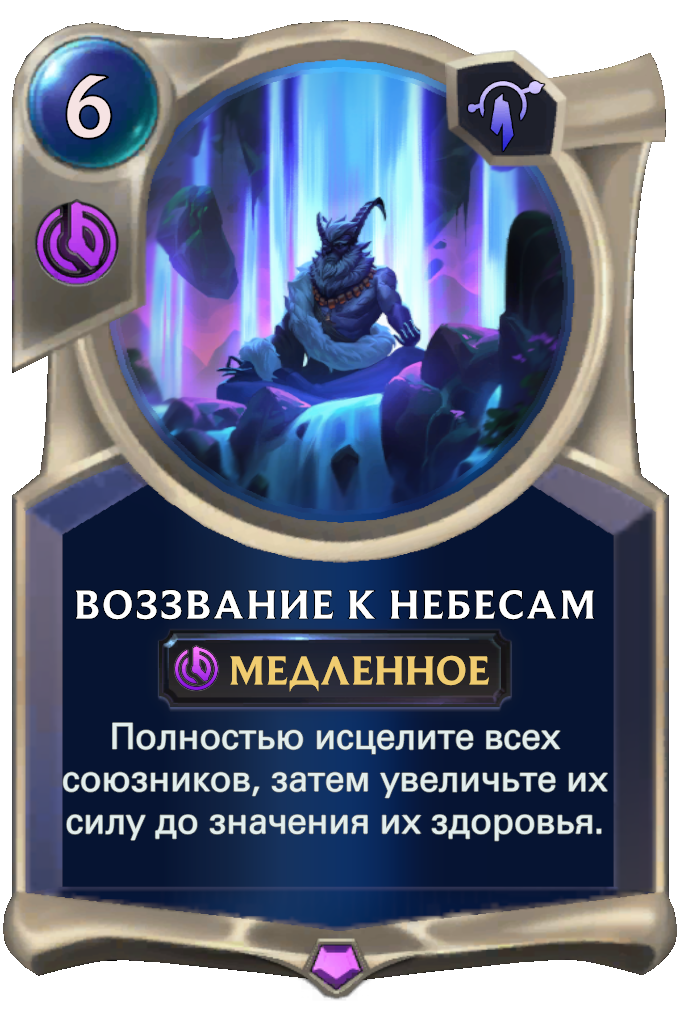 6
ВОЗЗВАНИЕ К НЕБЕСАМ
МЕДЛЕННОЕ
Полностью исцелите всех
союзников, затем увеличьте их
силу до значения их здоровья.